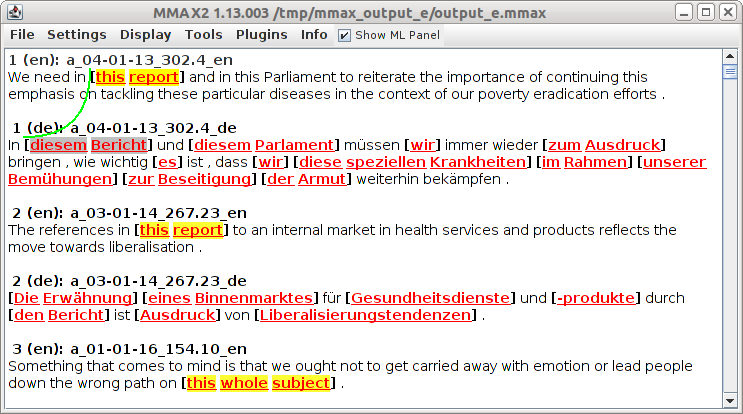 MMAX2 1.13.003 /tmp/mmax_output_e/output_e.mmax
File Settings Display Tools Plugins Info Show ML Panel
1 (en): a_04-01-13_302.4_en
We need in [this report] and in this Parliament to reiterate the importance of continuing this
emphasis on tackling these particular diseases in the context of our poverty eradication efforts .
1 (de): a_04-01-13_302.4_de
In [diesem Bericht] und [diesem Parlament] müssen [wir] immer wieder [zum Ausdruck]
bringen , wie wichtig [es] ist , dass [wir] [diese speziellen Krankheiten] [im Rahmen] [unserer
Bemühungen] [zur Beseitigung] [der Armut] weiterhin bekämpfen .
2 (en): a_03-01-14_267.23_en
The references in [this report] to an internal market in health services and products reflects the
move towards liberalisation .
2 (de): a_03-01-14_267.23_de
[Die Erwähnung] [eines Binnenmarktes] für [Gesundheitsdienste] und [-produkte] durch
[den Bericht] ist [Ausdruck] von [Liberalisierungstendenzen] .
3 (en): a_01-01-16_154.10_en
Something that comes to mind is that we ought not to get carried away with emotion or lead people
down the wrong path on [this whole subject] .